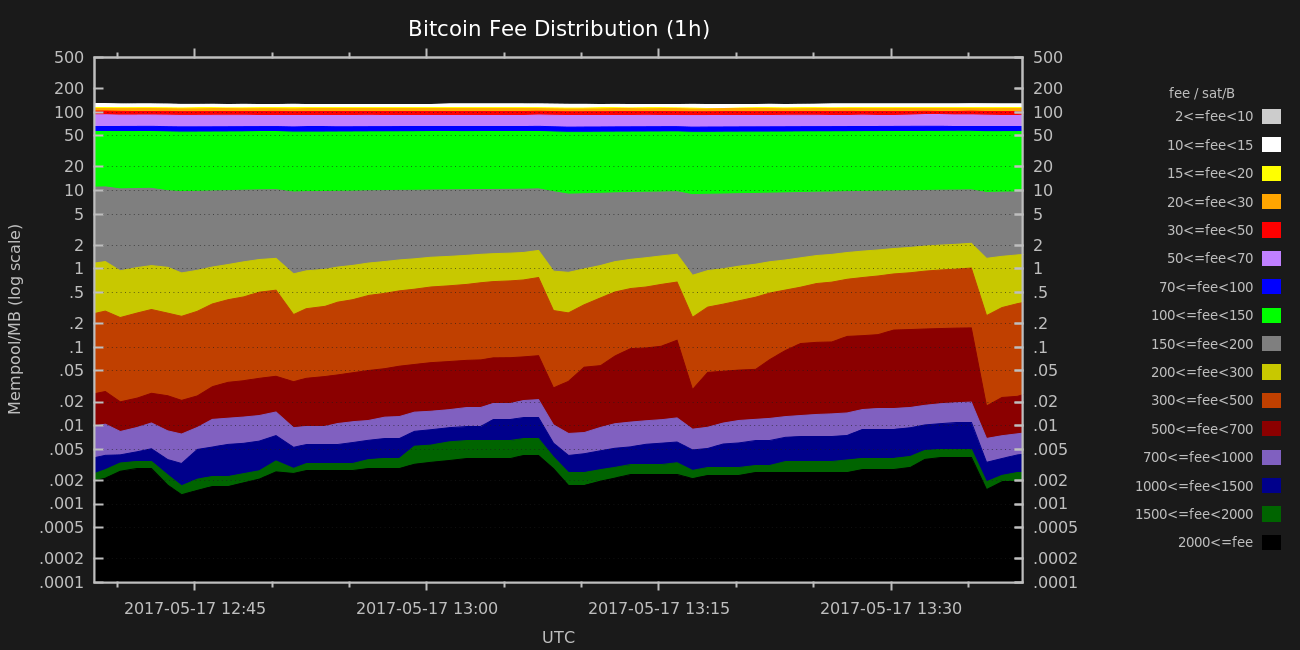 Bitcoin Fee Distribution (1h)
Mempool/MB (log scale)
500
200
100
50
20
10
5
2
1
.5
.2
.1
.05
.02
.01
.005
.002
.001
.0005
.0002
.0001
500
200
100
50
20
10
5
2
1
.5
.2
.1
.05
.02
.01
.005
.002
.001
.0005
.0002
.0001
2017-05-17 12:45
2017-05-17 13:00
2017-05-17 13:15
2017-05-17 13:30
UTC
fee / sat/B
2<=fee<10
10<=fee<15
15<=fee<20
20<=fee<30
30<=fee<50
50<=fee<70
70<=fee<100
100<=fee<150
150<=fee<200
200<=fee<300
300<=fee<500
500<=fee<700
700<=fee<1000
1000<=fee<1500
1500<=fee<2000
2000<=fee